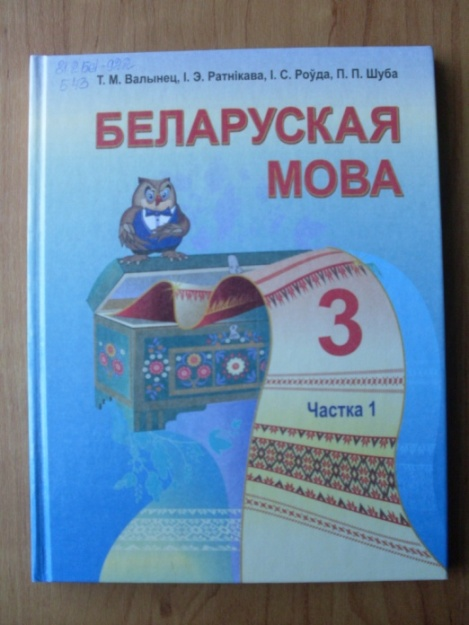 Т. М. Валынец, І. Э. Ратнікава, І. С. Роўда, П. П. Шуба
БЕЛАРУСКАЯ
МОВА
3
Частка 1